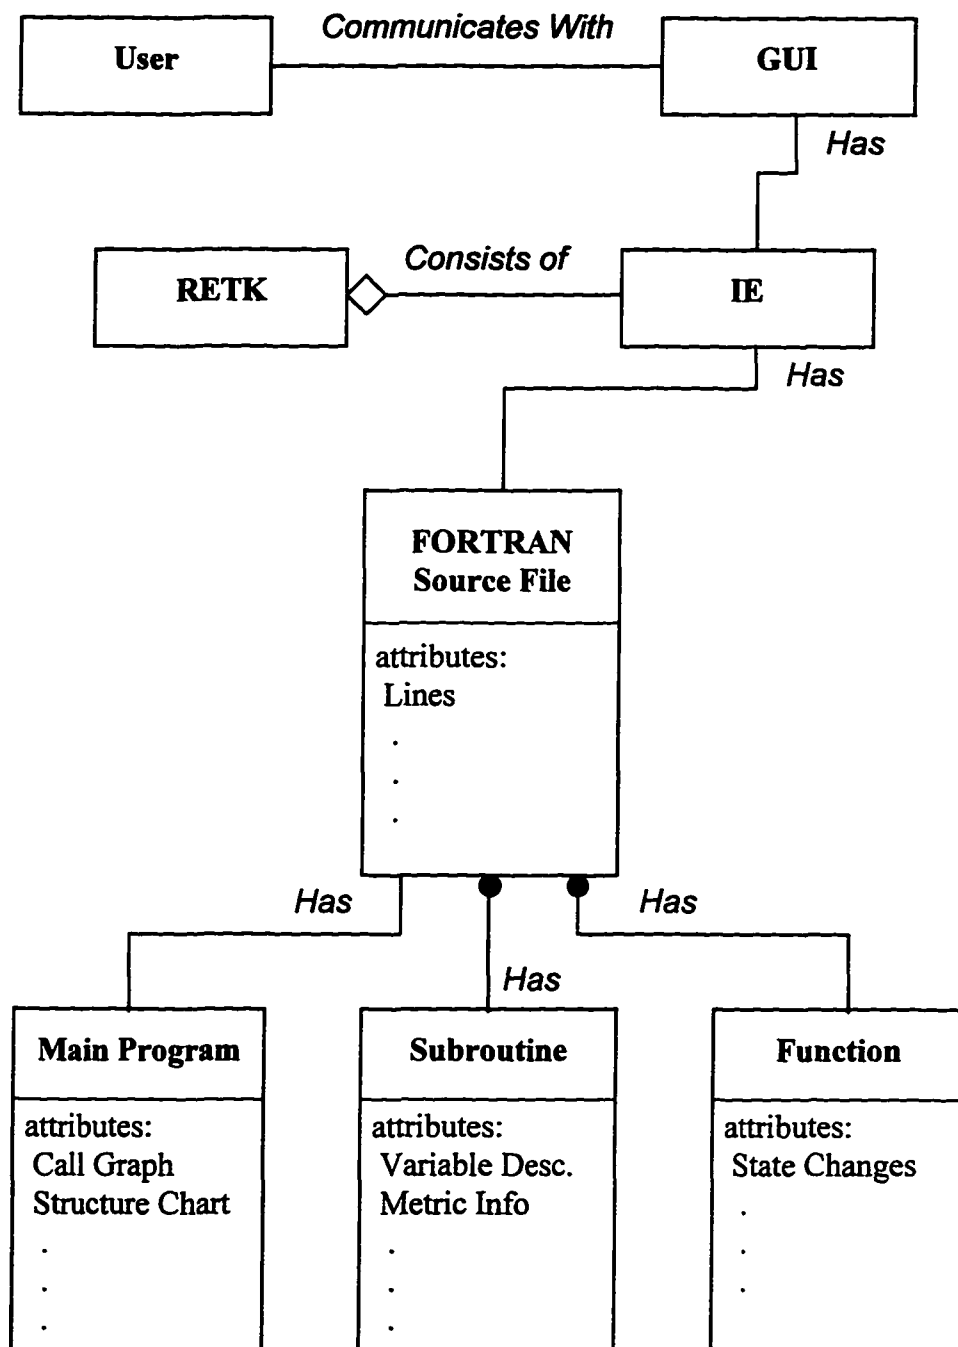 Communicates With
User
GUI
Has
Consists of
RETK
IE
Has
FORTRAN
Source File
attributes:
Lines
.
.
.
Has
Has
Has
Main Program
attributes:
Call Graph
Structure Chart
.
.
.
Subroutine
attributes:
Variable Desc.
Metric Info
.
.
.
Function
attributes:
State Changes
.
.
.